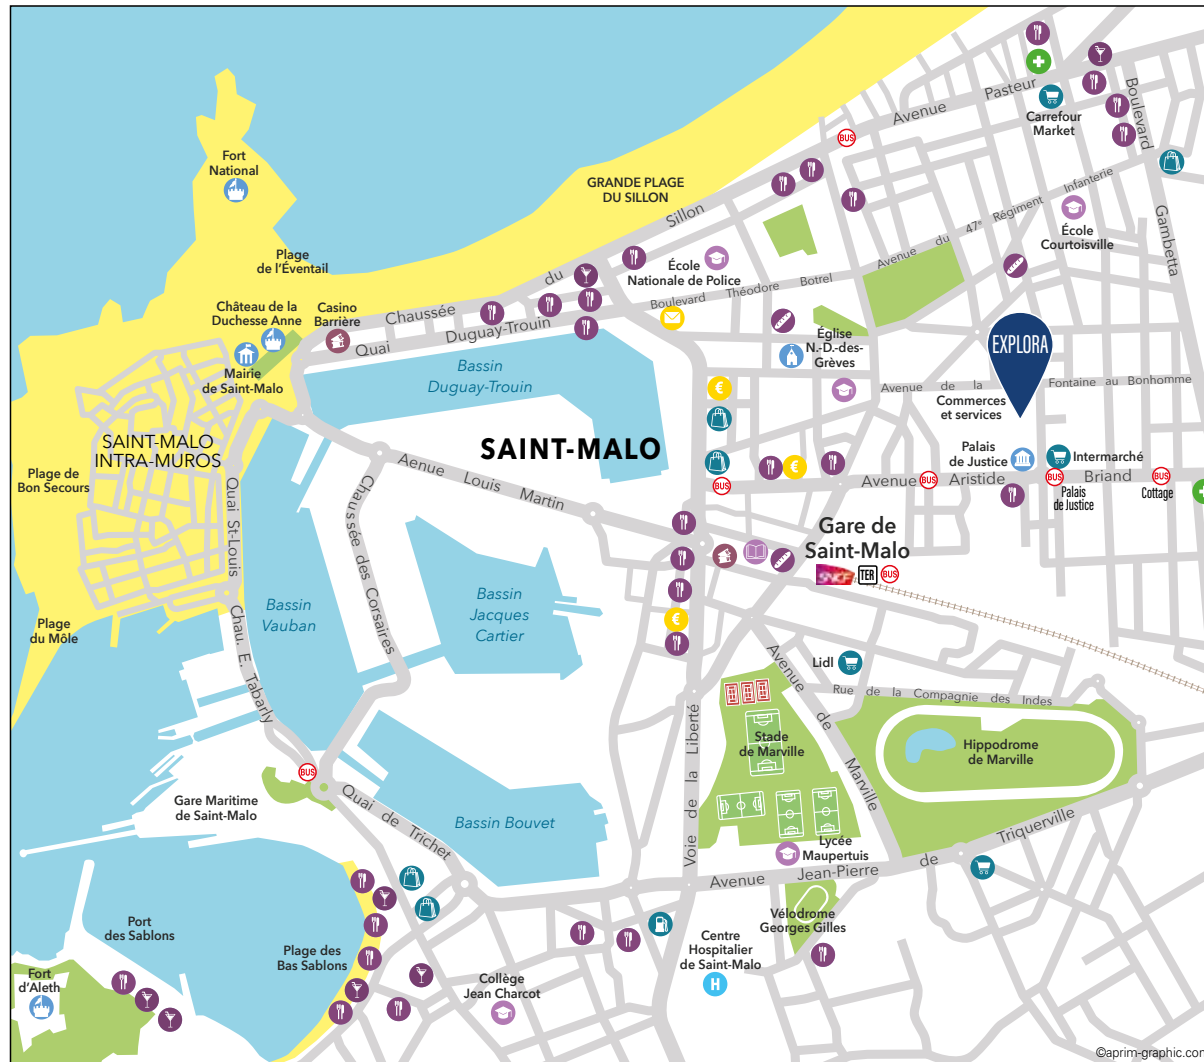 Avenue Pasteur
Carrefour
Market
Boulevard Gambetta
BUS
Fort
National
GRANDE PLAGE
DU SILLON
Avenue du 47e Régiment Infanterie
École
Courtoisville
Plage
de l'Éventail
Chaussée du Sillon
École
Nationale de Police
Château de la
Duchesse Anne
Casino
Barrière
Boulevard Théodore Botrel
Quai Duguay-Trouin
Mairie
de Saint-Malo
Bassin
Duguay-Trouin
Église
N.-D.-des-
Grèves
EXPLORA
€
Avenue de la Fontaine au Bonhomme
Commerces
et services
SAINT-MALO
INTRA-MUROS
SAINT-MALO
Plage de
Bon Secours
Palais
de Justice
Intermarché
€
Avenue Aristide Briand
BUS
BUS
BUS
BUS
Palais
de Justice
Cottage
Aenue Louis Martin
Quai St-Louis
Chaussée des Corsaires
Gare de
Saint-Malo
SNCF
TER
BUS
Bassin
Vauban
Bassin
Jacques
Cartier
€
Plage
du Môle
Chau. E. Tabarly
Lidl
Avenue de Marville
Rue de la Compagnie des Indes
Voie de la Liberté
Stade
de Marville
Hippodrome
de Marville
BUS
Gare Maritime
de Saint-Malo
Quai de Trichet
Bassin Bouvet
Lycée
Maupertuis
Avenue Jean-Pierre de Triquerville
Port
des Sablons
Plage des
Bas Sablons
Vélodrome
Georges Gilles
Centre
Hospitalier
de Saint-Malo
H
Fort
d'Aleth
Collège
Jean Charcot
©aprim-graphic.com